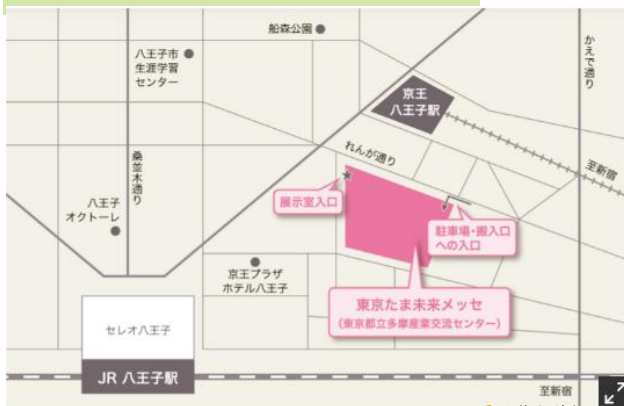 船森公園
八王子市
生涯学習
センター
かえで通り
京王
八王子駅
れんが通り
至新宿
桑並木通り
展示室入口
八王子
オクトーレ
駐車場・搬入口
への入口
京王プラザ
ホテル八王子
東京たま未来メッセ
(東京都立多摩産業交流センター)
セレオ八王子
JR 八王子駅
至新宿